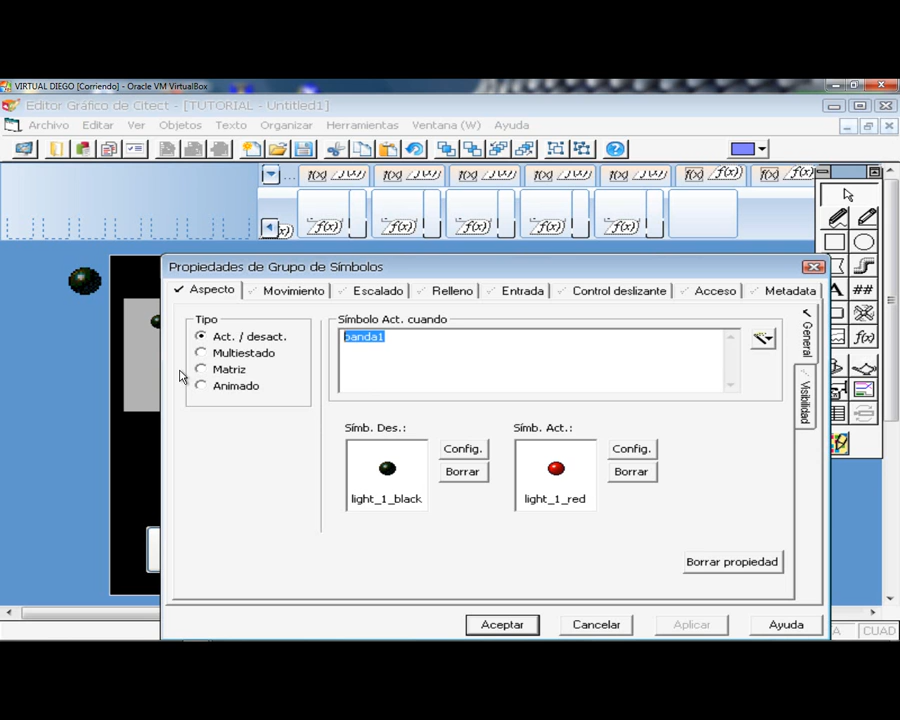 VIRTUAL DIEGO [Corriendo] - Oracle VM VirtualBox
Editor Gráfico de Citect - [TUTORIAL - Untitled1]
Archivo Editar Ver Objetos Texto Organizar Herramientas Ventana (W) Ayuda
Propiedades de Grupo de Símbolos
Aspecto Movimiento Escalado Relleno Entrada Control deslizante Acceso Metadata
General
Visibilidad
Tipo
Act. / desact.
Multiestado
Matriz
Animado
Símbolo Act. cuando
banda1
Símb. Des.:
light_1_black
Config.
Borrar
Símb. Act.:
light_1_red
Config.
Borrar
Borrar propiedad
Aceptar Cancelar Aplicar Ayuda
CUAD